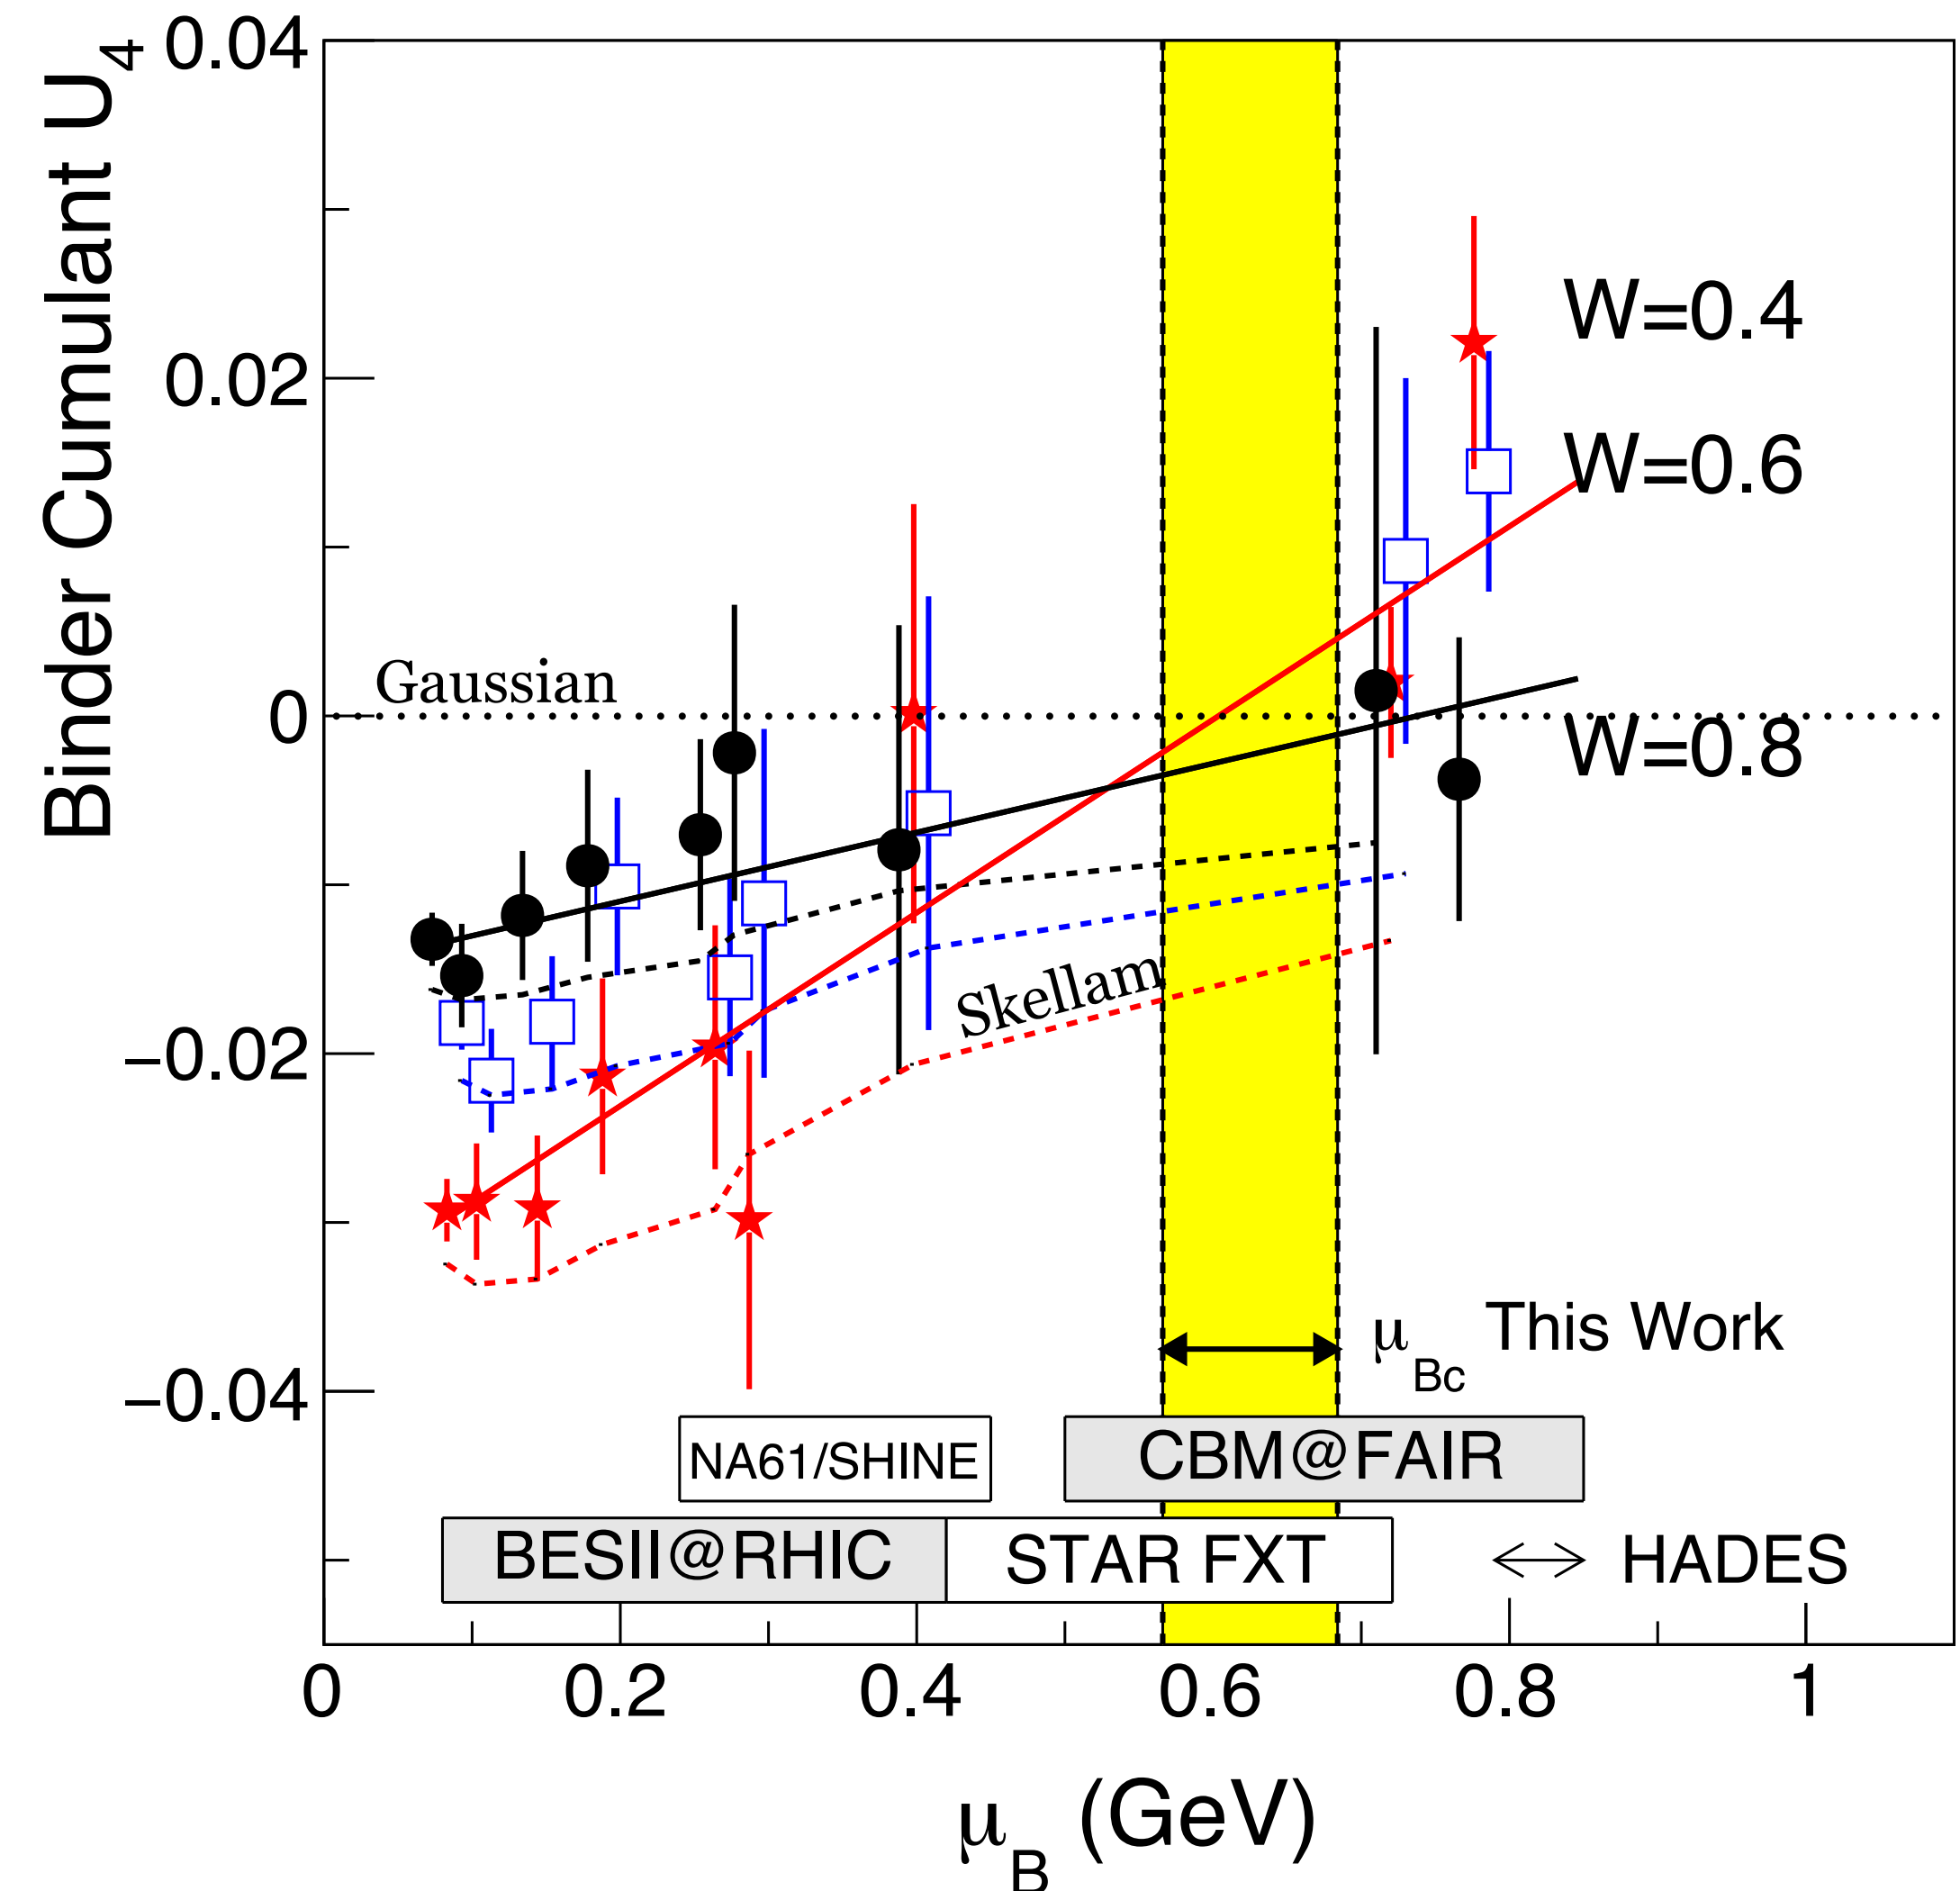 Binder Cumulant U4
0.04
0.02
0
−0.02
−0.04
W=0.4
W=0.6
Gaussian
W=0.8
Skellam
μBc This Work
NA61/SHINE
CBM@FAIR
BESII@RHIC
STAR FXT
HADES
0 0.2 0.4 0.6 0.8 1
μB (GeV)